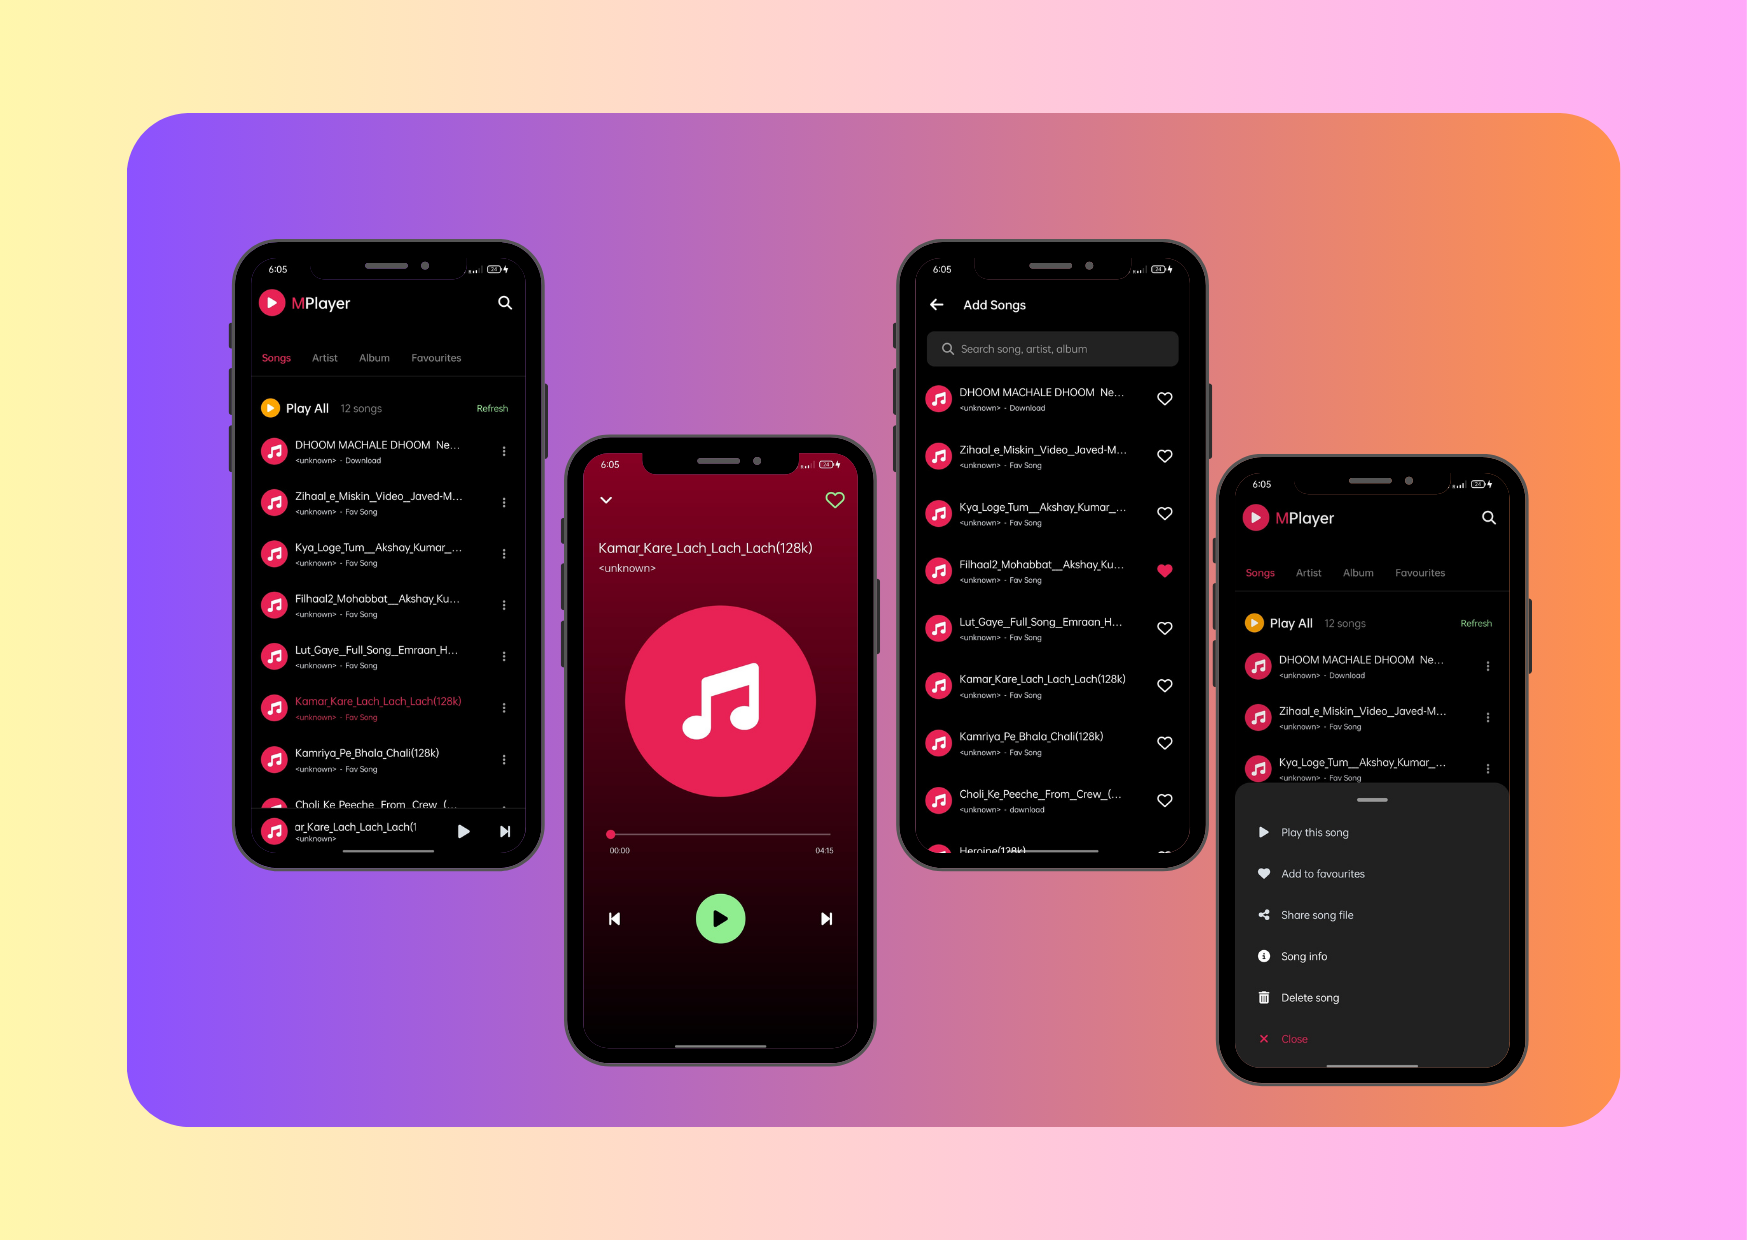 6:05
24
MPlayer
Songs Artist Album Favourites
Play All 12 songs Refresh
DHOOM MACHALE DHOOM Ne...
<unknown> - Download
Zihaal_e_Miskin_Video_Javed-M...
<unknown> - Fav Song
Kya_Loge_Tum__Akshay_Kumar_...
<unknown> - Fav Song
Filhaal2_Mohabbat__Akshay_Ku...
<unknown> - Fav Song
Lut_Gaye_Full_Song_Emraan_H...
<unknown> - Fav Song
Kamar_Kare_Lach_Lach_Lach(128k)
<unknown> - Fav Song
Kamriya_Pe_Bhala_Chali(128k)
<unknown> - Fav Song
Choli_Ke_Peeche_From_Crew_(...
ar_Kare_Lach_Lach_Lach(1
<unknown>
6:05
24
Kamar_Kare_Lach_Lach_Lach(128k)
<unknown>
00:00 04:15
6:05
24
Add Songs
Search song, artist, album
DHOOM MACHALE DHOOM Ne...
<unknown> - Download
Zihaal_e_Miskin_Video_Javed-M...
<unknown> - Fav Song
Kya_Loge_Tum__Akshay_Kumar_...
<unknown> - Fav Song
Filhaal2_Mohabbat__Akshay_Ku...
<unknown> - Fav Song
Lut_Gaye_Full_Song_Emraan_H...
<unknown> - Fav Song
Kamar_Kare_Lach_Lach_Lach(128k)
<unknown> - Fav Song
Kamriya_Pe_Bhala_Chali(128k)
<unknown> - Fav Song
Choli_Ke_Peeche_From_Crew_(...
<unknown> - download
Heroine(128k)
6:05
24
MPlayer
Songs Artist Album Favourites
Play All 12 songs Refresh
DHOOM MACHALE DHOOM Ne...
<unknown> - Download
Zihaal_e_Miskin_Video_Javed-M...
<unknown> - Fav Song
Kya_Loge_Tum__Akshay_Kumar_...
<unknown> - Fav Song
Play this song
Add to favourites
Share song file
Song info
Delete song
Close